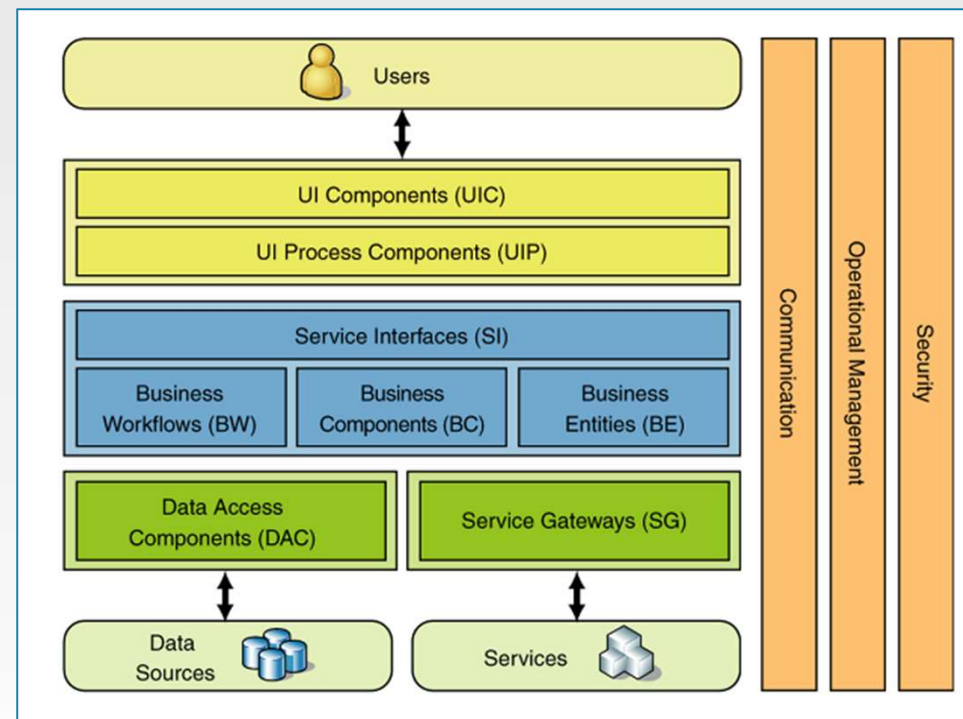 Users
UI Components (UIC)
UI Process Components (UIP)
Service Interfaces (SI)
Business
Workflows (BW)
Business
Components (BC)
Business
Entities (BE)
Data Access
Components (DAC)
Service Gateways (SG)
Data
Sources
Services
Communication
Operational Management
Security